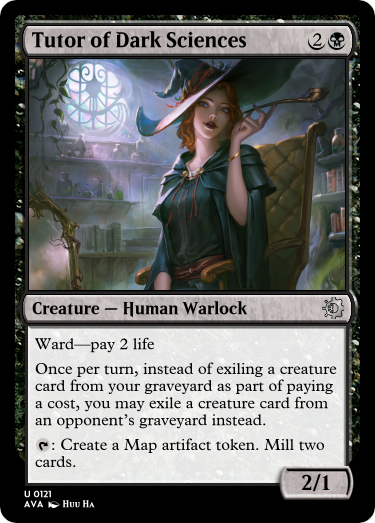 Tutor of Dark Sciences 2
Creature — Human Warlock
Ward—pay 2 life
Once per turn, instead of exiling a creature
card from your graveyard as part of paying
a cost, you may exile a creature card from
an opponent's graveyard instead.
: Create a Map artifact token. Mill two
cards.
2/1
U 0121
AVA Huu Ha